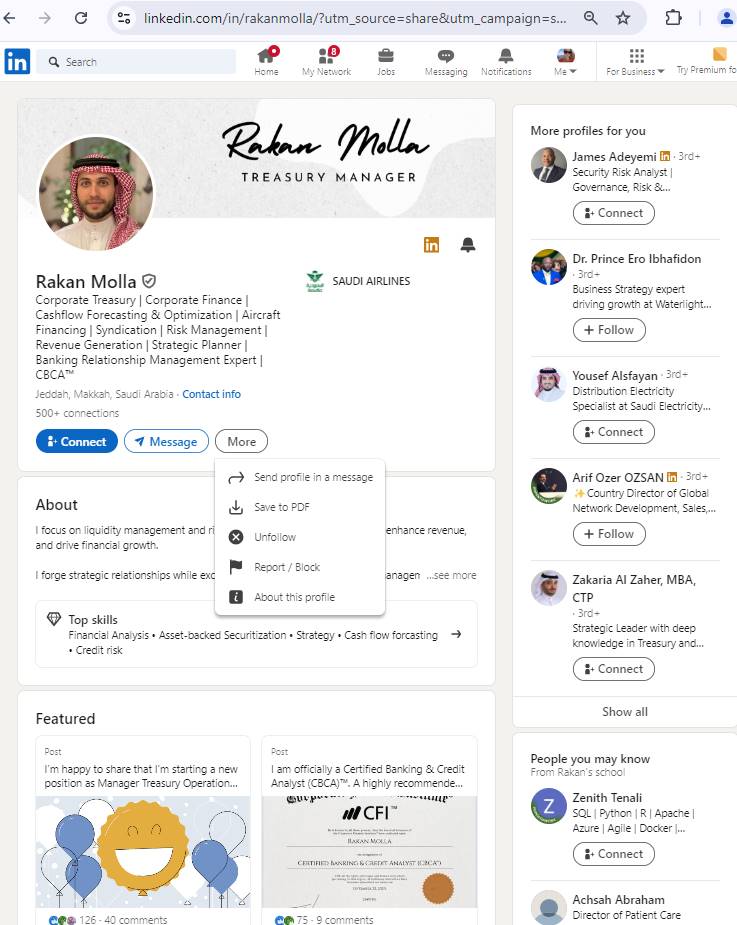 linkedin.com/in/rakanmolla/?utm_source=share&utm_campaign=s...
in
Search
Home
8
My Network
Jobs
Messaging
Notifications
Me
For Business
Try Premium fo
Rakan Molla
TREASURY MANAGER
in
Rakan Molla
SAUDI AIRLINES
Corporate Treasury | Corporate Finance |
Cashflow Forecasting & Optimization | Aircraft
Financing | Syndication | Risk Management |
Revenue Generation | Strategic Planner |
Banking Relationship Management Expert |
CBCA™
Jeddah, Makkah, Saudi Arabia · Contact info
500+ connections
Connect
Message
More
Send profile in a message
Save to PDF
Unfollow
Report / Block
About this profile
About
I focus on liquidity management and ri
enhance revenue,
and drive financial growth.
I forge strategic relationships while exc
managen
...see more
Top skills
Financial Analysis • Asset-backed Securitization • Strategy • Cash flow forcasting
• Credit risk
Featured
Post
I'm happy to share that I'm starting a new
position as Manager Treasury Operation...
126 · 40 comments
Post
I am officially a Certified Banking & Credit
Analyst (CBCA)™. A highly recommende...
CFI™
RAKAN MOLLA
CERTIFIED BANKING & CREDIT ANALYST (CBCA®)
75 · 9 comments
More profiles for you
James Adeyemi in · 3rd+
Security Risk Analyst |
Governance, Risk &...
Connect
Dr. Prince Ero Ibhafidon
· 3rd+
Business Strategy expert
driving growth at Waterlight...
+ Follow
Yousef Alsfayan · 3rd+
Distribution Electricity
Specialist at Saudi Electricity...
Connect
Arif Ozer OZSAN in · 3rd+
✨Country Director of Global
Network Development, Sales,...
+ Follow
Zakaria Al Zaher, MBA,
CTP
· 3rd+
Strategic Leader with deep
knowledge in Treasury and...
Connect
Show all
People you may know
From Rakan's school
Z
Zenith Tenali
SQL | Python | R | Apache |
Azure | Agile | Docker |...
Connect
Achsah Abraham
Director of Patient Care